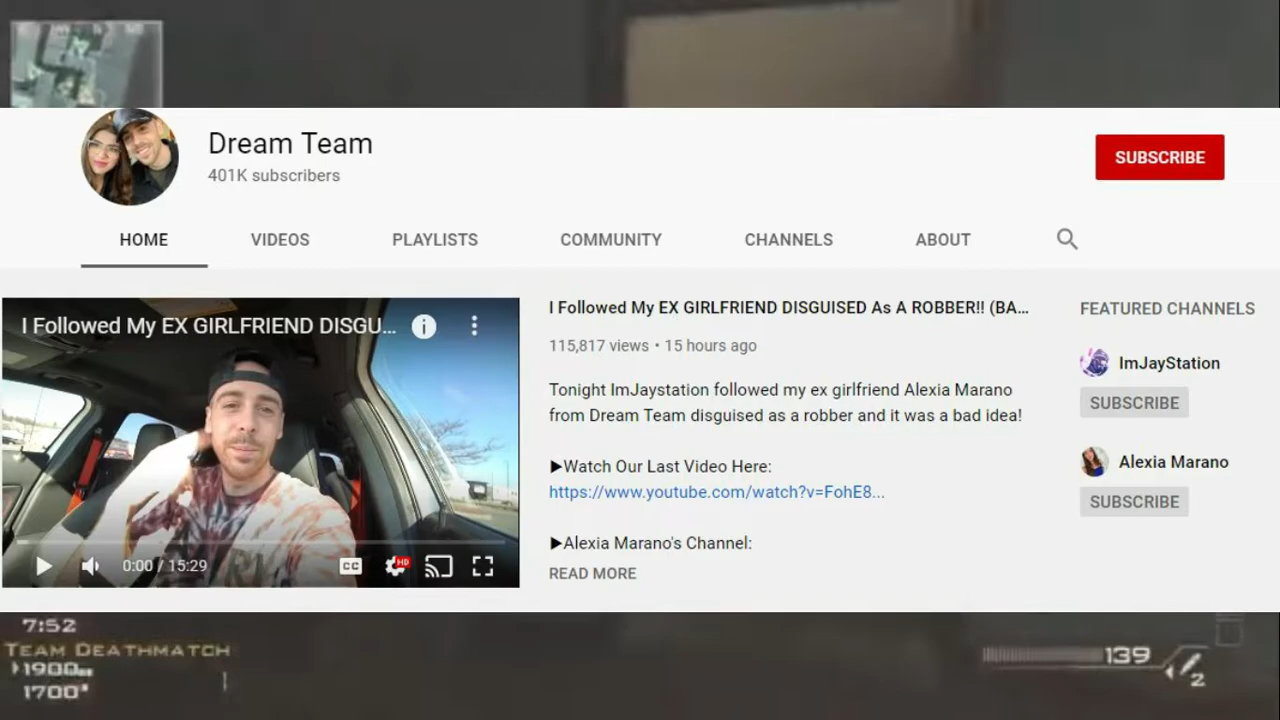 Dream Team
401K subscribers
SUBSCRIBE
HOME
VIDEOS
PLAYLISTS
COMMUNITY
CHANNELS
ABOUT
I Followed My EX GIRLFRIEND DISGU...
0:00 / 15:29
CC
HD
I Followed My EX GIRLFRIEND DISGUISED As A ROBBER!! (BA...
115,817 views • 15 hours ago
Tonight ImJaystation followed my ex girlfriend Alexia Marano
from Dream Team disguised as a robber and it was a bad idea!
▶Watch Our Last Video Here:
https://www.youtube.com/watch?v=FohE8...
▶Alexia Marano's Channel:
READ MORE
FEATURED CHANNELS
ImJayStation
SUBSCRIBE
Alexia Marano
SUBSCRIBE
7:52
TEAM DEATHMATCH
1900
1700
139
2